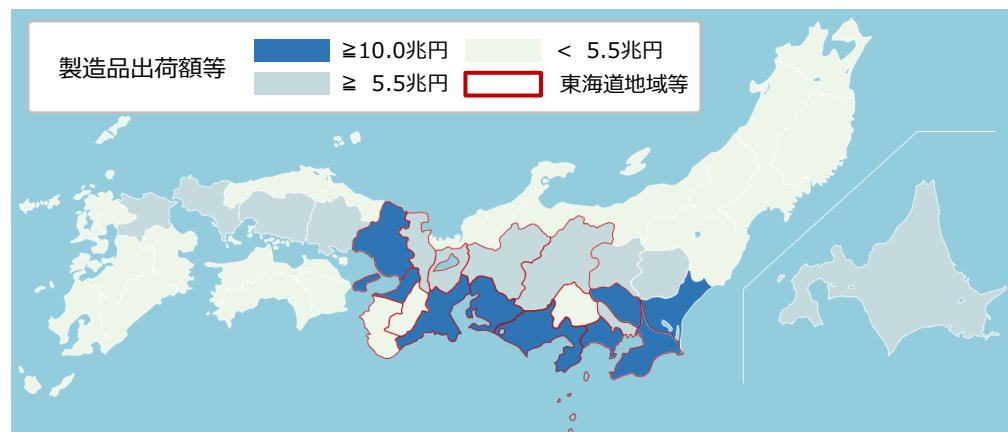 製造品出荷額等
≧10.0兆円
< 5.5兆円
≧ 5.5兆円
東海道地域等